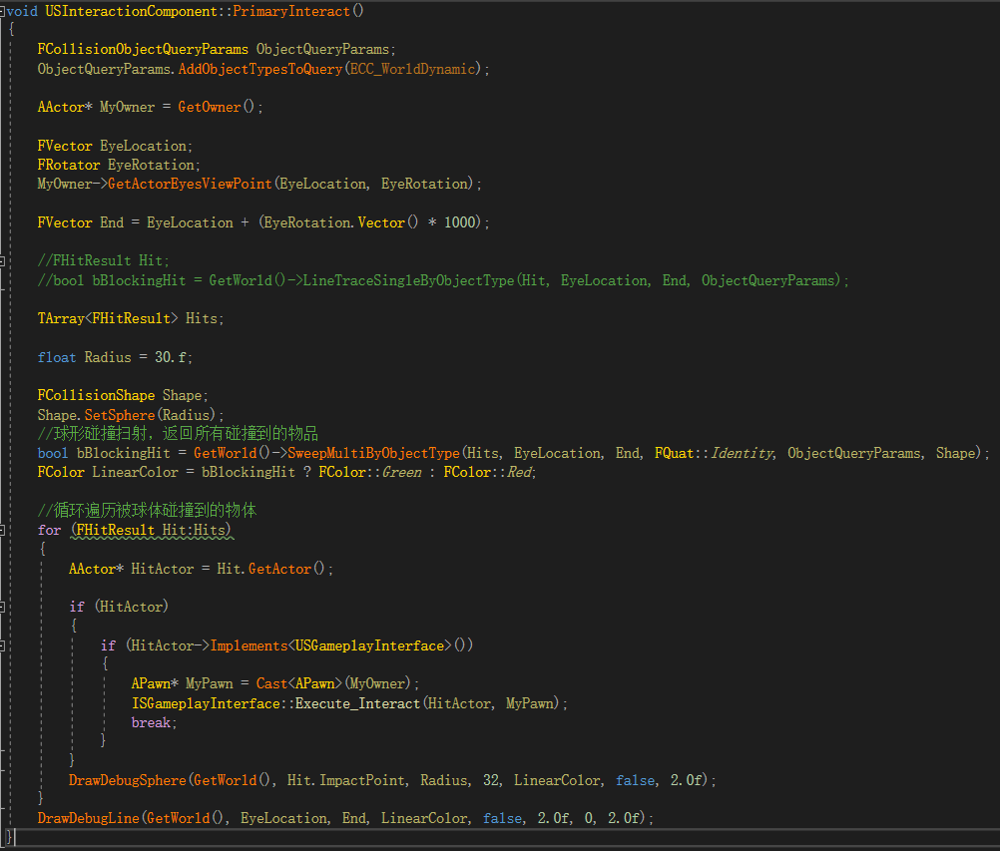 void USInteractionComponent::PrimaryInteract()
{
FCollisionObjectQueryParams ObjectQueryParams;
ObjectQueryParams.AddObjectTypesToQuery(ECC_WorldDynamic);
AActor* MyOwner = GetOwner();
FVector EyeLocation;
FRotator EyeRotation;
MyOwner->GetActorEyesViewPoint(EyeLocation, EyeRotation);
FVector End = EyeLocation + (EyeRotation.Vector() * 1000);
//FHitResult Hit;
//bool bBlockingHit = GetWorld()->LineTraceSingleByObjectType(Hit, EyeLocation, End, ObjectQueryParams);
TArray<FHitResult> Hits;
float Radius = 30.f;
FCollisionShape Shape;
Shape.SetSphere(Radius);
//球形碰撞扫射，返回所有碰撞到的物品
bool bBlockingHit = GetWorld()->SweepMultiByObjectType(Hits, EyeLocation, End, FQuat::Identity, ObjectQueryParams, Shape);
FColor LinearColor = bBlockingHit ? FColor::Green : FColor::Red;
//循环遍历被球体碰撞到的物体
for (FHitResult Hit:Hits)
{
AActor* HitActor = Hit.GetActor();
if (HitActor)
{
if (HitActor->Implements<USGameplayInterface>())
{
APawn* MyPawn = Cast<APawn>(MyOwner);
ISGameplayInterface::Execute_Interact(HitActor, MyPawn);
break;
}
}
DrawDebugSphere(GetWorld(), Hit.ImpactPoint, Radius, 32, LinearColor, false, 2.0f);
}
DrawDebugLine(GetWorld(), EyeLocation, End, LinearColor, false, 2.0f, 0, 2.0f);
}